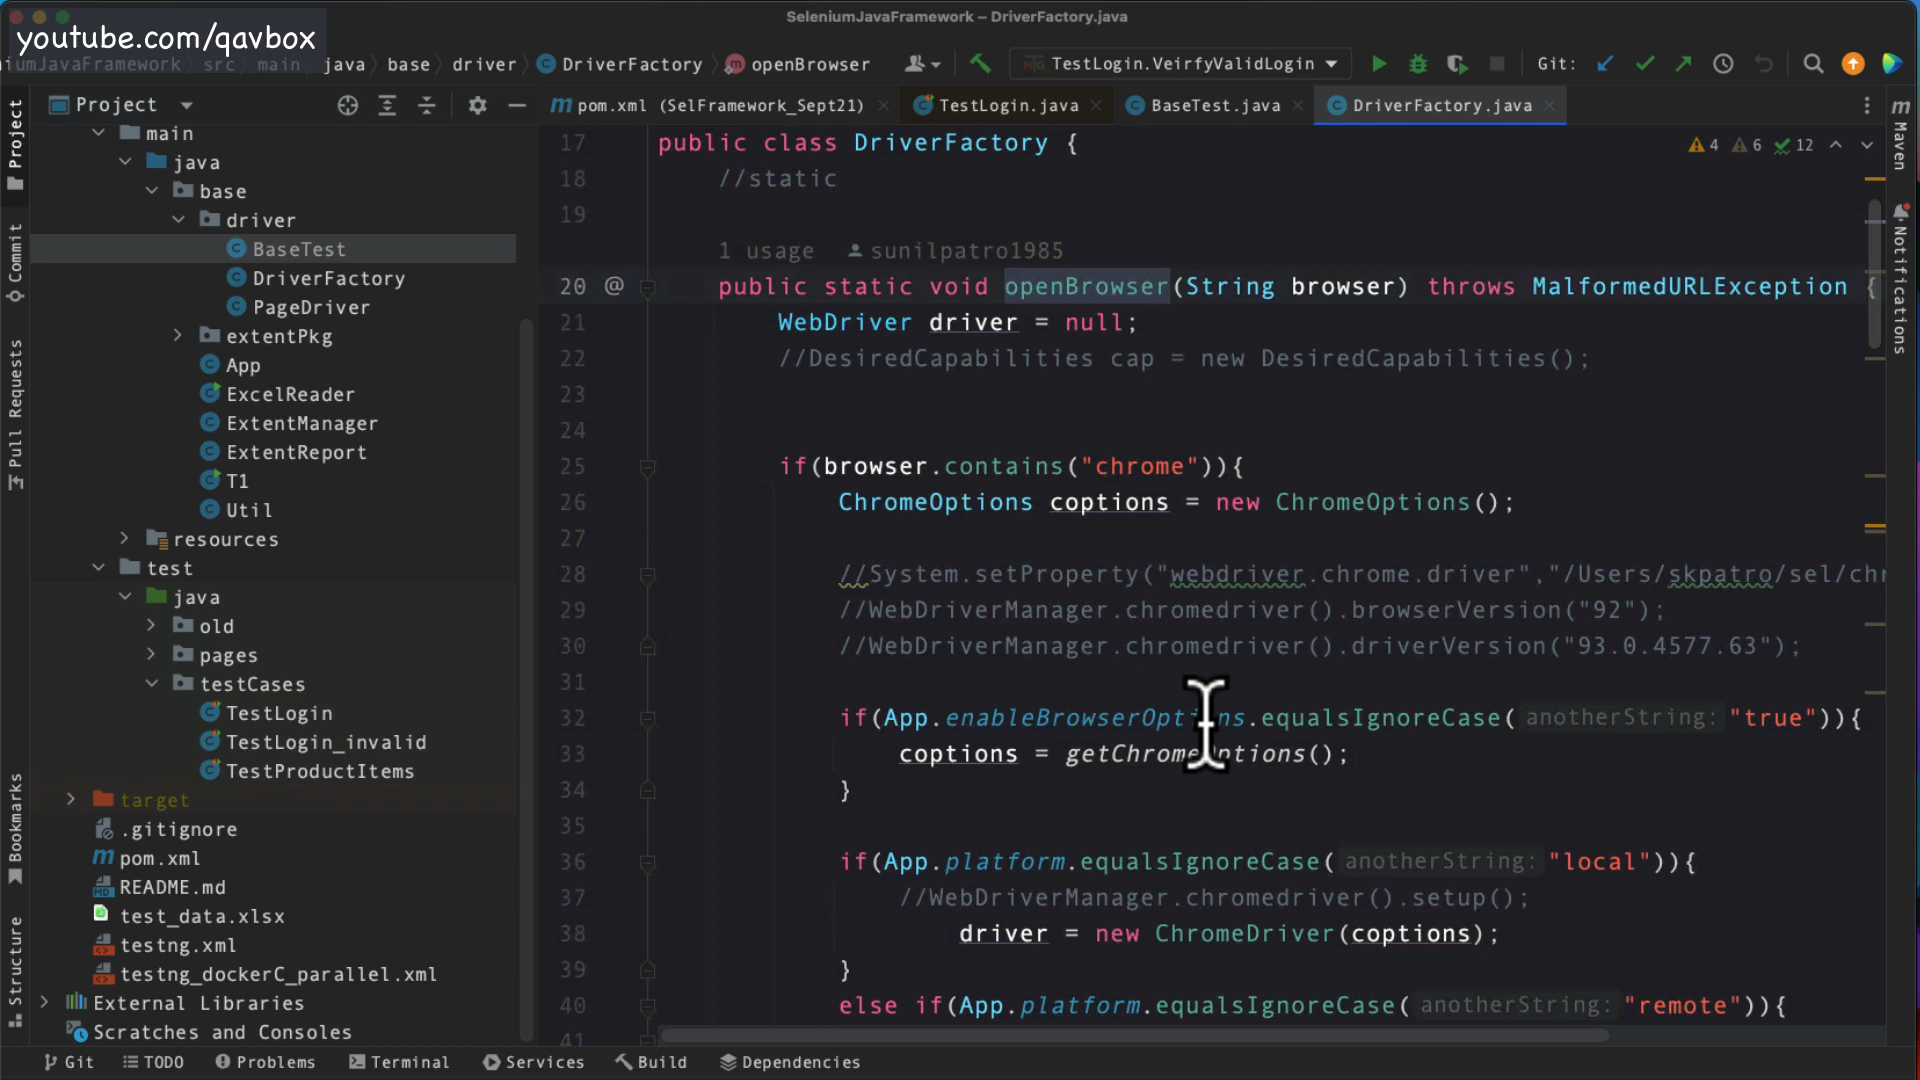 SeleniumJavaFramework – DriverFactory.java
youtube.com/qavbox
niumJavaFramework src main java base driver DriverFactory openBrowser
TestLogin.VeirfyValidLogin
Git:
Project
pom.xml (SelFramework_Sept21)
TestLogin.java
BaseTest.java
DriverFactory.java
main
java
base
driver
BaseTest
DriverFactory
PageDriver
extentPkg
App
ExcelReader
ExtentManager
ExtentReport
T1
Util
resources
test
java
old
pages
testCases
TestLogin
TestLogin_invalid
TestProductItems
target
.gitignore
pom.xml
README.md
test_data.xlsx
testng.xml
testng_dockerC_parallel.xml
External Libraries
Scratches and Consoles
4 6 12
17 public class DriverFactory {
18 //static
19
1 usage sunilpatro1985
20 @ public static void openBrowser(String browser) throws MalformedURLException {
21 WebDriver driver = null;
22 //DesiredCapabilities cap = new DesiredCapabilities();
23
24
25 if(browser.contains("chrome")){
26 ChromeOptions coptions = new ChromeOptions();
27
28 //System.setProperty("webdriver.chrome.driver","/Users/skpatro/sel/chr
29 //WebDriverManager.chromedriver().browserVersion("92");
30 //WebDriverManager.chromedriver().driverVersion("93.0.4577.63");
31
32 if(App.enableBrowserOptions.equalsIgnoreCase( anotherString: "true")){
33 coptions = getChromeOptions();
34 }
35
36 if(App.platform.equalsIgnoreCase( anotherString: "local")){
37 //WebDriverManager.chromedriver().setup();
38 driver = new ChromeDriver(coptions);
39 }
40 else if(App.platform.equalsIgnoreCase( anotherString: "remote")){
41
Project
Commit
Pull Requests
Bookmarks
Structure
Maven
Notifications
Git TODO Problems Terminal Services Build Dependencies